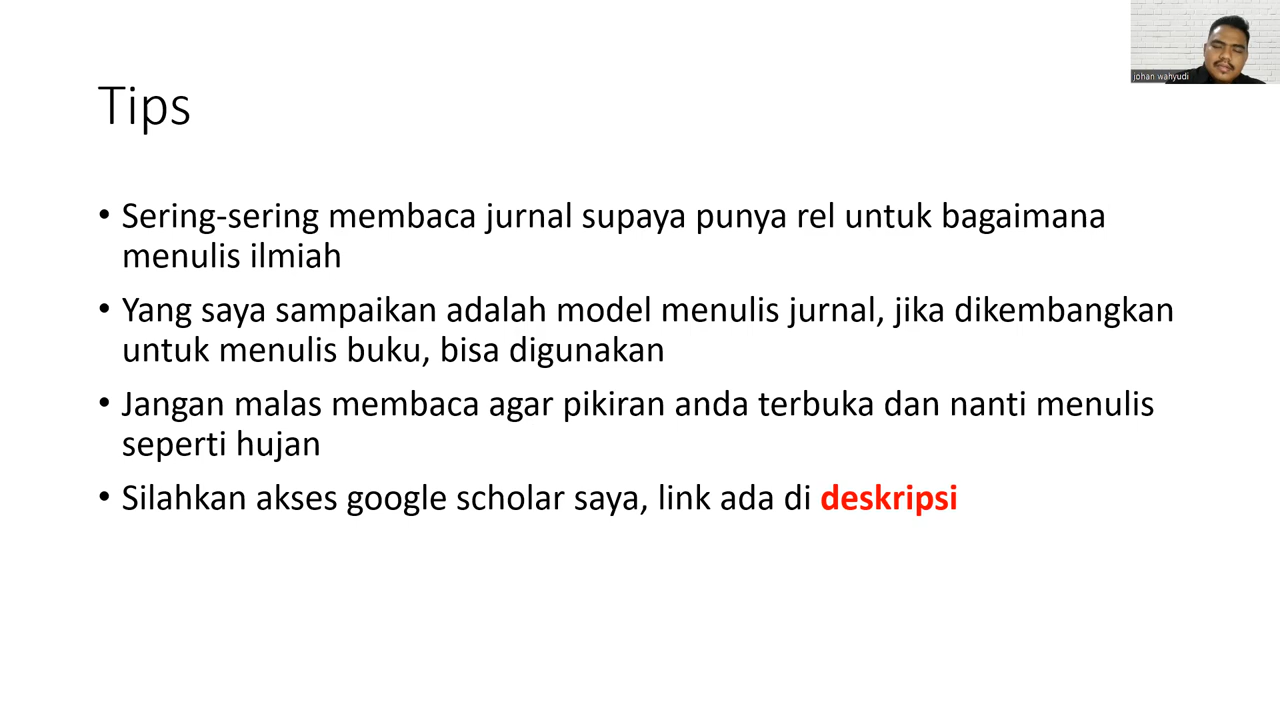 Tips
• Sering-sering membaca jurnal supaya punya rel untuk bagaimana
menulis ilmiah
• Yang saya sampaikan adalah model menulis jurnal, jika dikembangkan
untuk menulis buku, bisa digunakan
• Jangan malas membaca agar pikiran anda terbuka dan nanti menulis
seperti hujan
• Silahkan akses google scholar saya, link ada di deskripsi
johan wahyudi